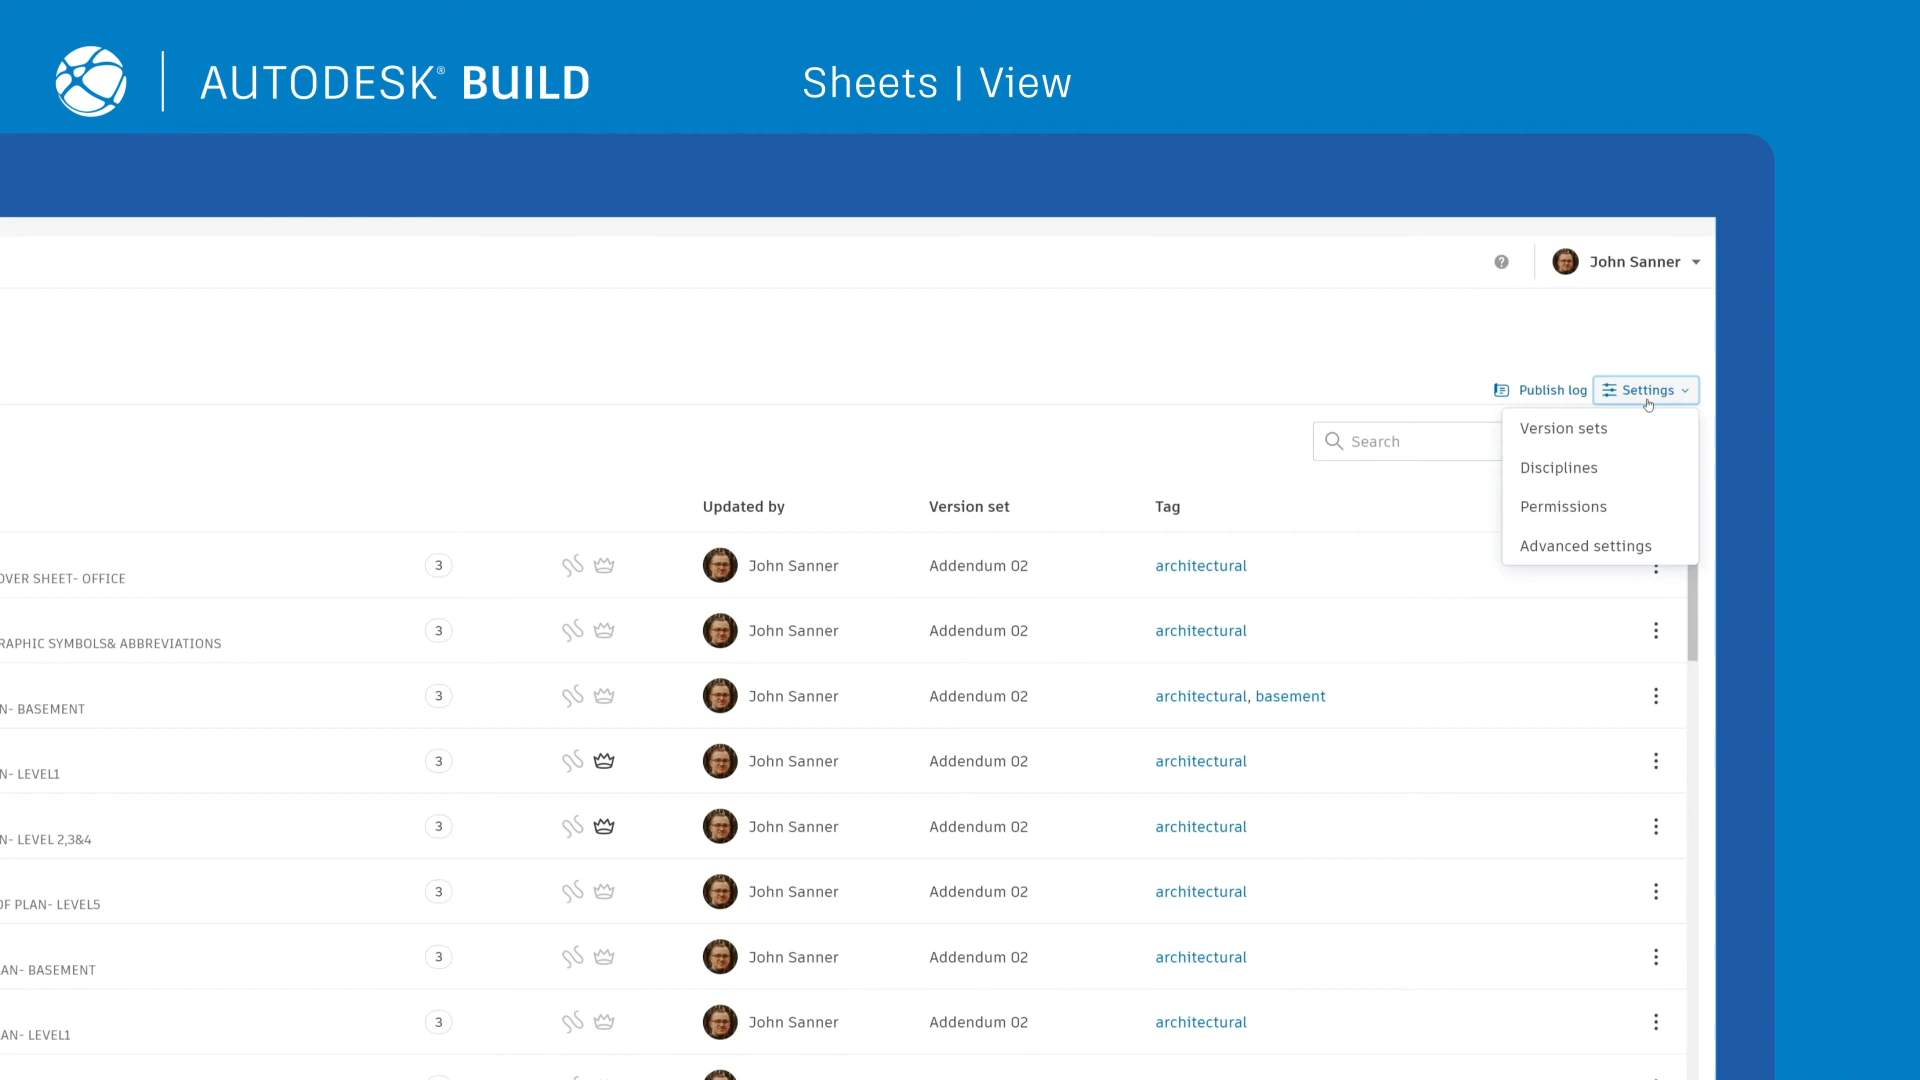 AUTODESK® BUILD
Sheets | View
John Sanner
Publish log
Settings
Version sets
Search
Disciplines
Permissions
Advanced settings
Updated by
Version set
Tag
OVER SHEET- OFFICE
3
John Sanner
Addendum 02
architectural
RAPHIC SYMBOLS& ABBREVIATIONS
3
John Sanner
Addendum 02
architectural
N- BASEMENT
3
John Sanner
Addendum 02
architectural, basement
N- LEVEL1
3
John Sanner
Addendum 02
architectural
N- LEVEL 2,3&4
3
John Sanner
Addendum 02
architectural
OF PLAN- LEVEL5
3
John Sanner
Addendum 02
architectural
AN- BASEMENT
3
John Sanner
Addendum 02
architectural
AN- LEVEL1
3
John Sanner
Addendum 02
architectural